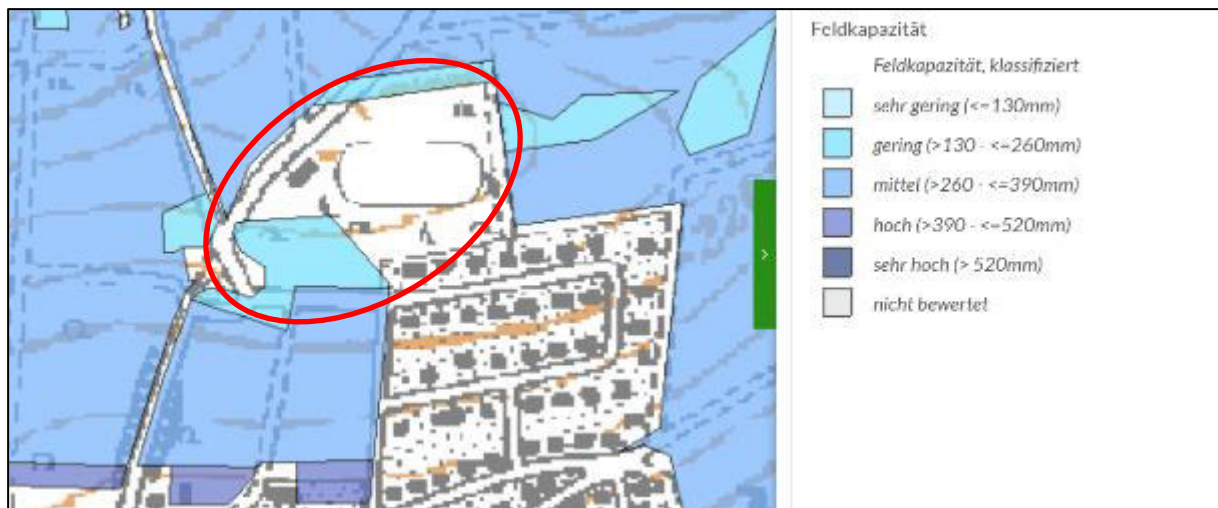 Feldkapazität
Feldkapazität, klassifiziert
sehr gering (<=130mm)
gering (>130 - <=260mm)
mittel (>260 - <=390mm)
hoch (>390 - <=520mm)
sehr hoch (> 520mm)
nicht bewertet